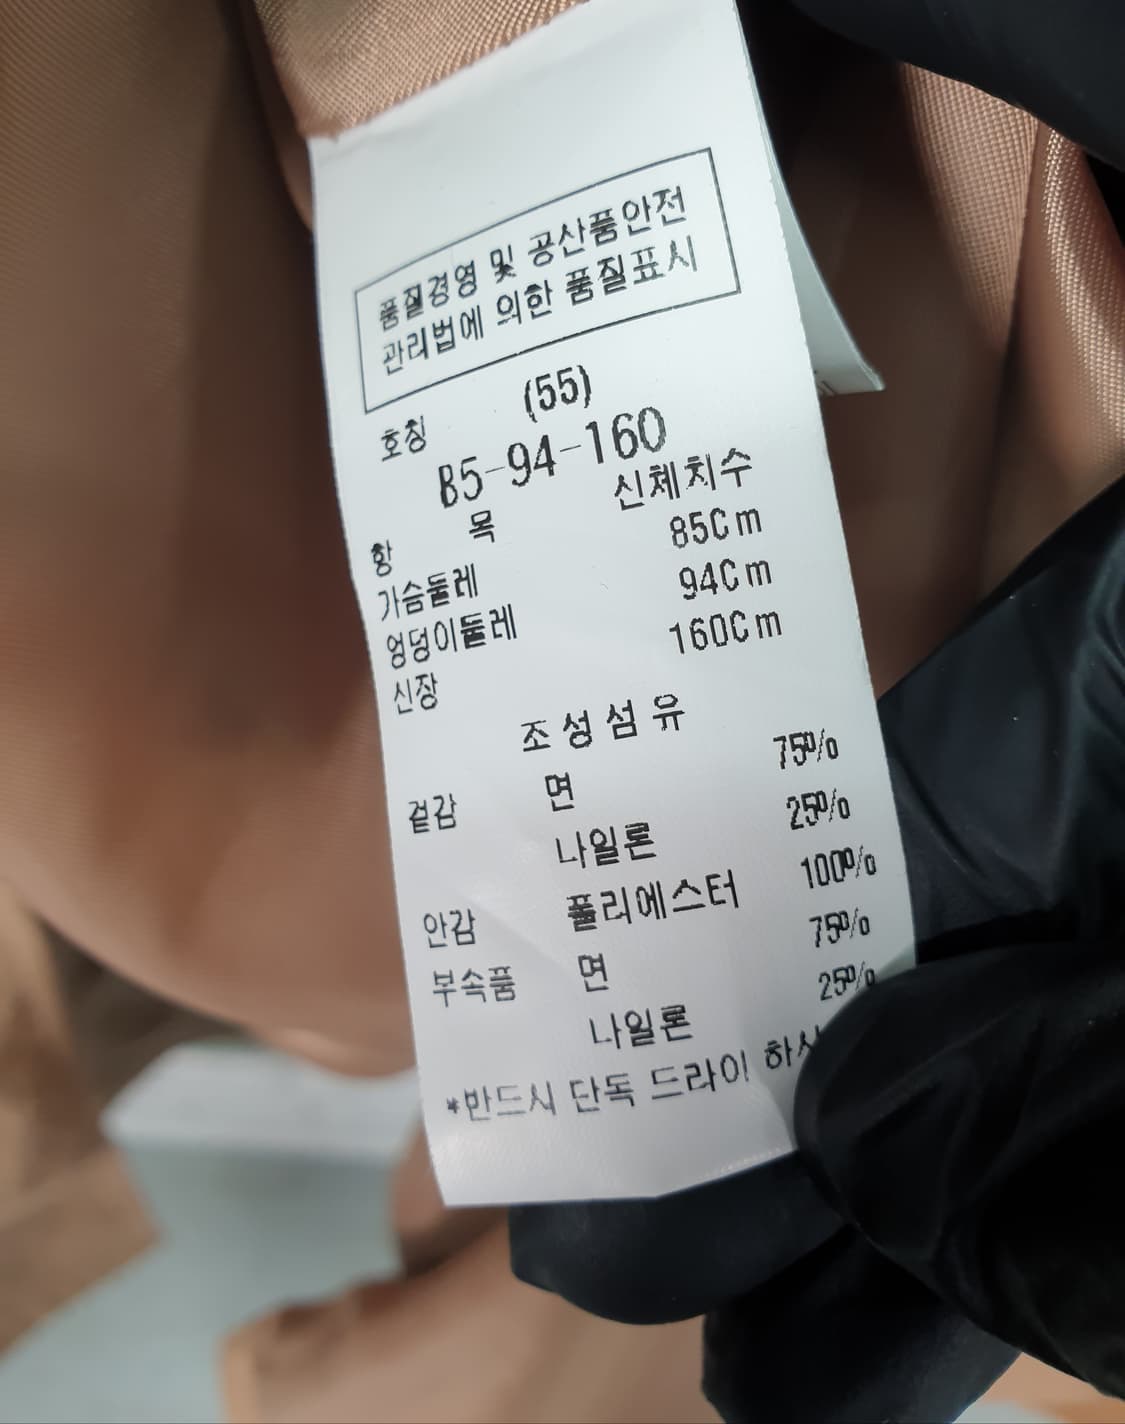 품질경영 및 공산품안전
관리법에 의한 품질표시
호칭 (55)
85-94-160
항 목 신체치수
가슴둘레 85Cm
엉덩이둘레 94Cm
신장 160Cm
조성섬유
겉감 면 75%
나일론 25%
안감 폴리에스터 100%
부속품 면 75%
나일론 25%
*반드시 단독 드라이